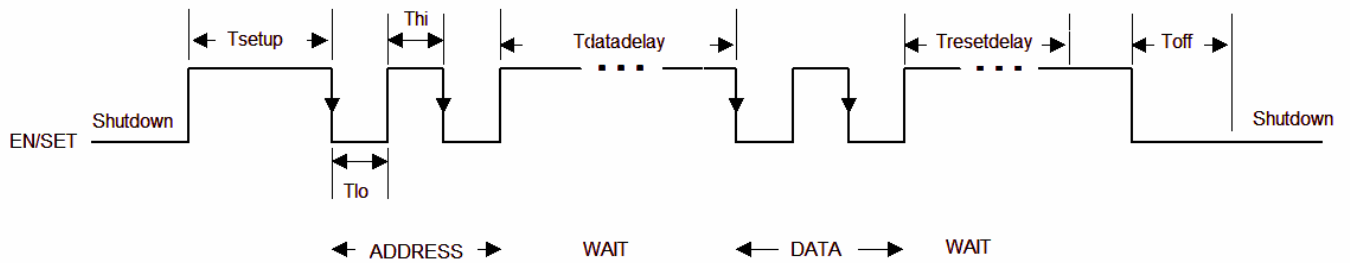 Thi
Tsetup
Tdatadelay
Tresetdelay
Toff
Shutdown
Shutdown
EN/SET
Tlo
ADDRESS
WAIT
DATA
WAIT